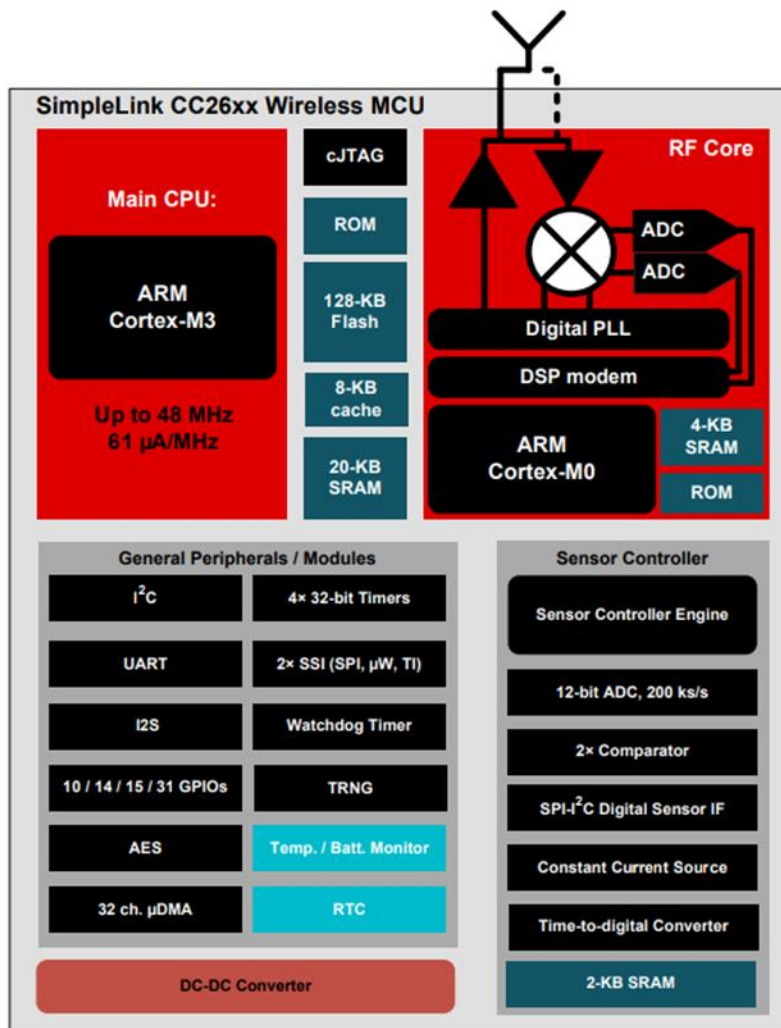 SimpleLink CC26xx Wireless MCU
Main CPU:
ARM
Cortex-M3
Up to 48 MHz
61 µA/MHz
cJTAG
ROM
128-KB
Flash
8-KB
cache
20-KB
SRAM
RF Core
ADC
ADC
Digital PLL
DSP modem
ARM
Cortex-M0
4-KB
SRAM
ROM
General Peripherals / Modules
I²C
4× 32-bit Timers
UART
2× SSI (SPI, µW, TI)
I2S
Watchdog Timer
10 / 14 / 15 / 31 GPIOs
TRNG
AES
Temp. / Batt. Monitor
32 ch. µDMA
RTC
DC-DC Converter
Sensor Controller
Sensor Controller Engine
12-bit ADC, 200 ks/s
2× Comparator
SPI-I²C Digital Sensor IF
Constant Current Source
Time-to-digital Converter
2-KB SRAM